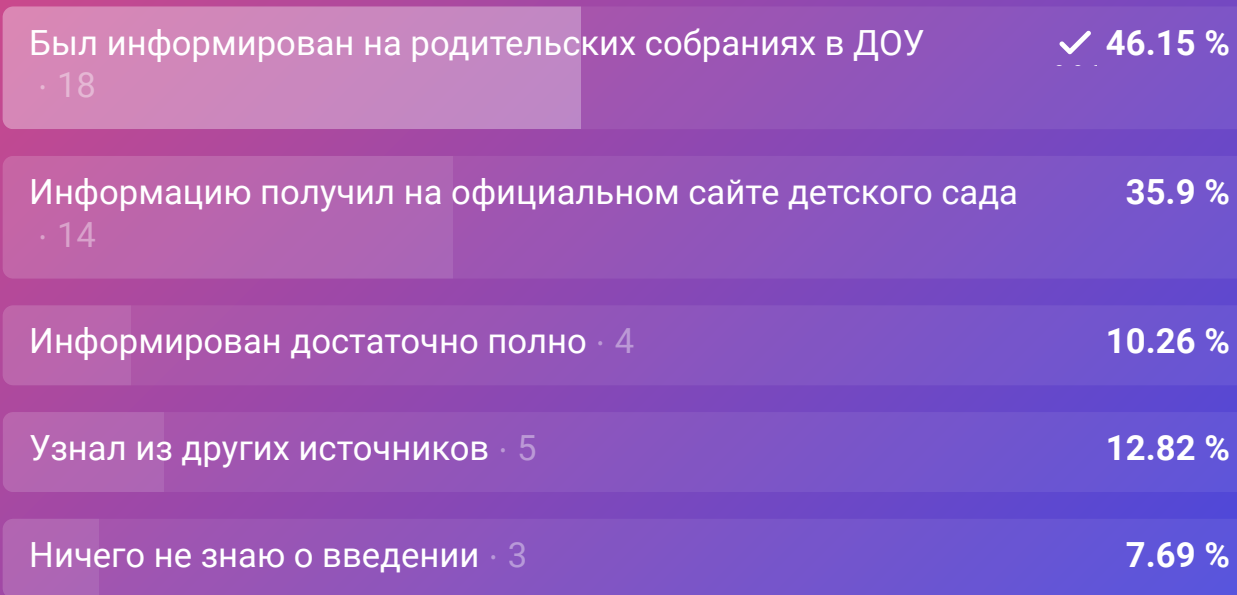 Был информирован на родительских собраниях в ДОУ 46.15 %
· 18
Информацию получил на официальном сайте детского сада 35.9 %
· 14
Информирован достаточно полно · 4 10.26 %
Узнал из других источников · 5 12.82 %
Ничего не знаю о введении · 3 7.69 %